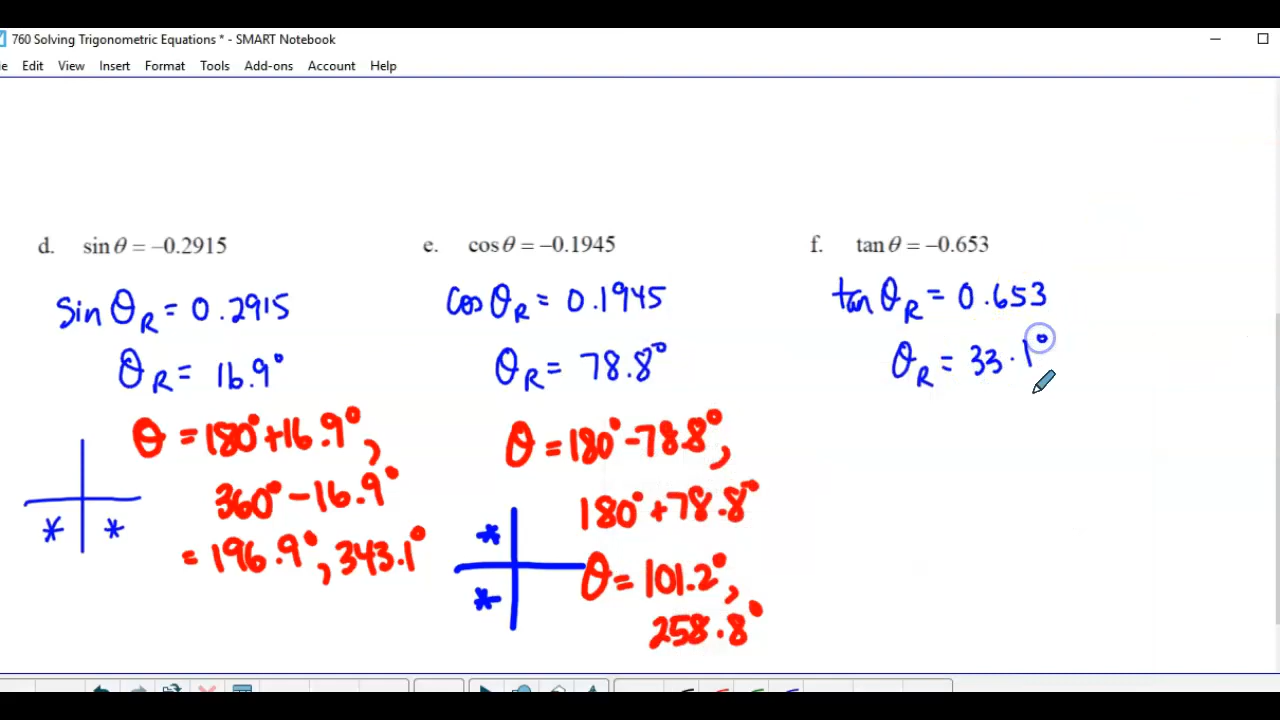 760 Solving Trigonometric Equations * - SMART Notebook
Edit View Insert Format Tools Add-ons Account Help
d. sin θ = –0.2915
sin θR = 0.2915
θR = 16.9°
θ = 180° + 16.9°,
360° – 16.9°
= 196.9°, 343.1°
* *
e. cos θ = –0.1945
cos θR = 0.1945
θR = 78.8°
θ = 180° – 78.8°,
180° + 78.8°
θ = 101.2°,
258.8°
*
*
f. tan θ = –0.653
tan θR = 0.653
θR = 33.1°